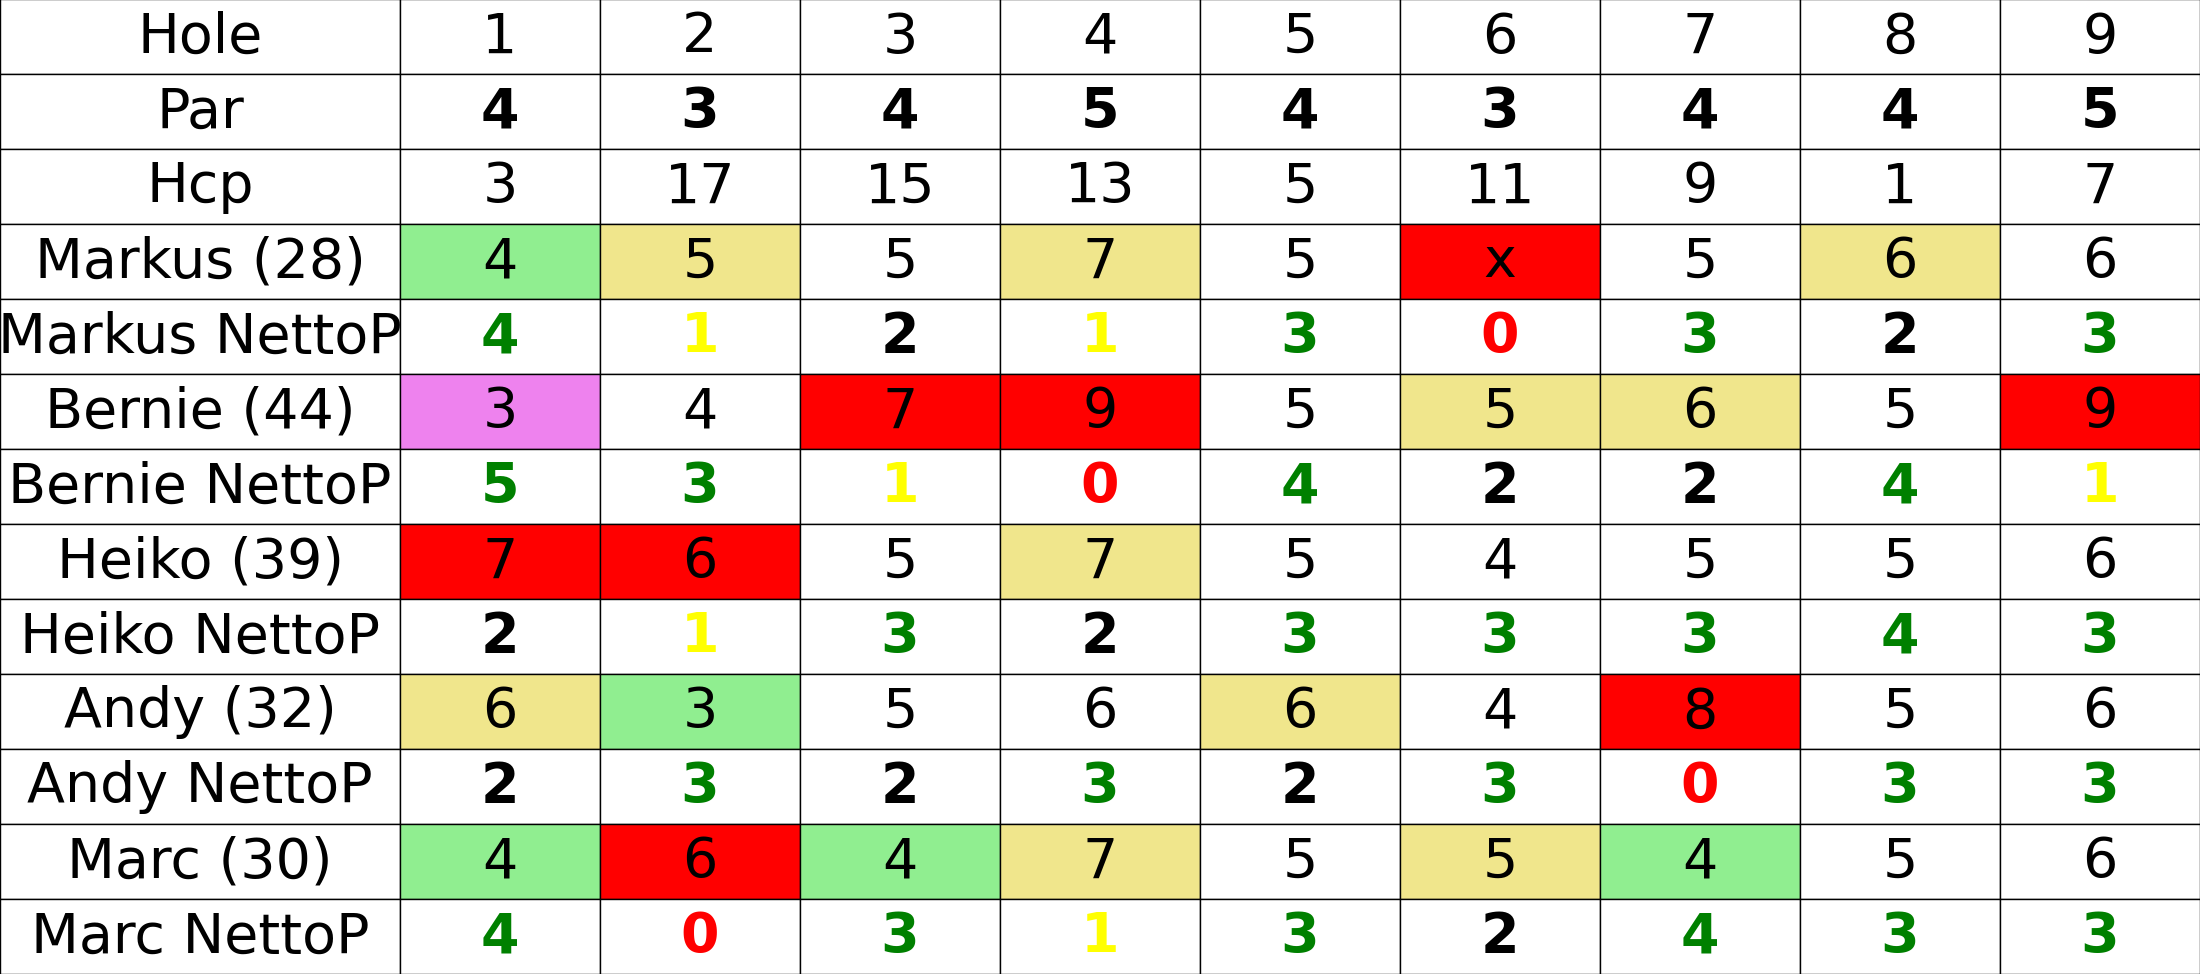 Hole 1 2 3 4 5 6 7 8 9
Par 4 3 4 5 4 3 4 4 5
Hcp 3 17 15 13 5 11 9 1 7
Markus (28) 4 5 5 7 5 x 5 6 6
Markus NettoP 4 1 2 1 3 0 3 2 3
Bernie (44) 3 4 7 9 5 5 6 5 9
Bernie NettoP 5 3 1 0 4 2 2 4 1
Heiko (39) 7 6 5 7 5 4 5 5 6
Heiko NettoP 2 1 3 2 3 3 3 4 3
Andy (32) 6 3 5 6 6 4 8 5 6
Andy NettoP 2 3 2 3 2 3 0 3 3
Marc (30) 4 6 4 7 5 5 4 5 6
Marc NettoP 4 0 3 1 3 2 4 3 3